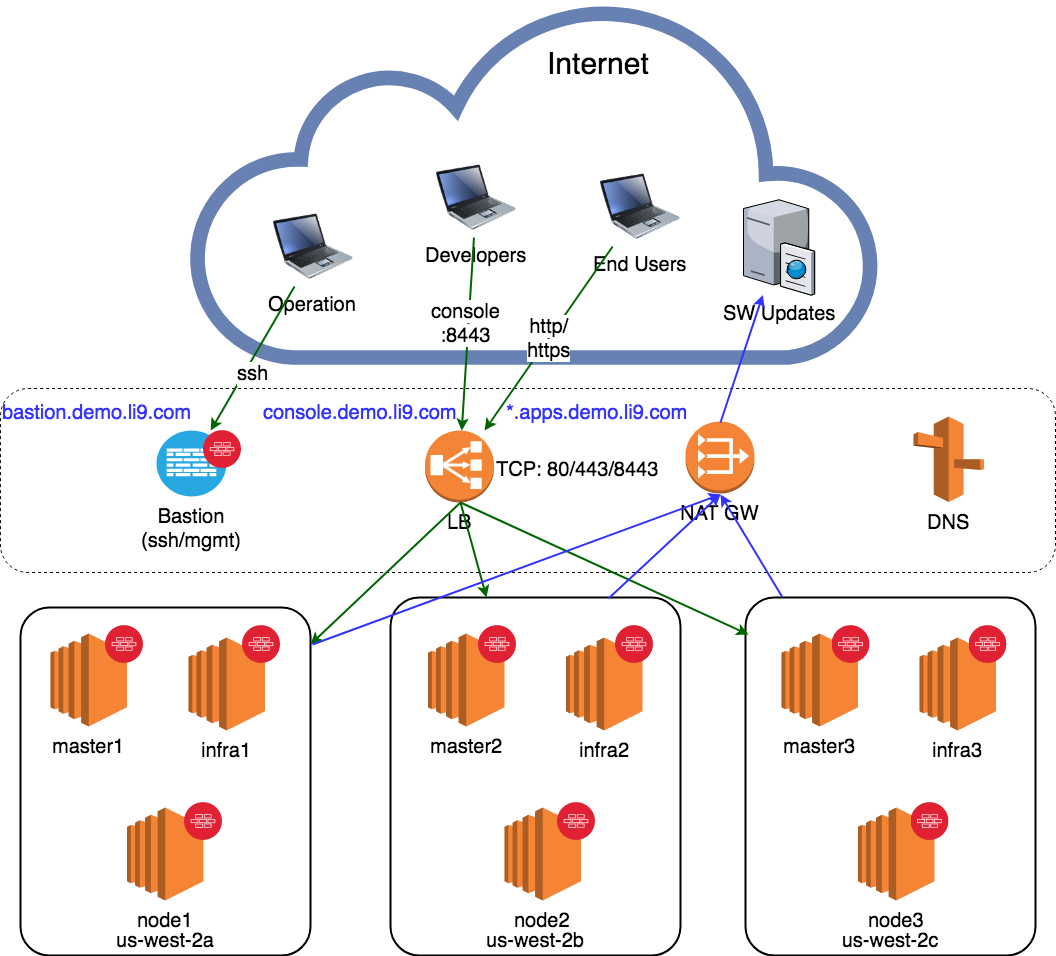 Internet
Developers
End Users
Operation
SW Updates
console
:8443
http/
https
ssh
bastion.demo.li9.com
console.demo.li9.com
*.apps.demo.li9.com
TCP: 80/443/8443
Bastion
(ssh/mgmt)
LB
NAT GW
DNS
master1
infra1
master2
infra2
master3
infra3
node1
us-west-2a
node2
us-west-2b
node3
us-west-2c